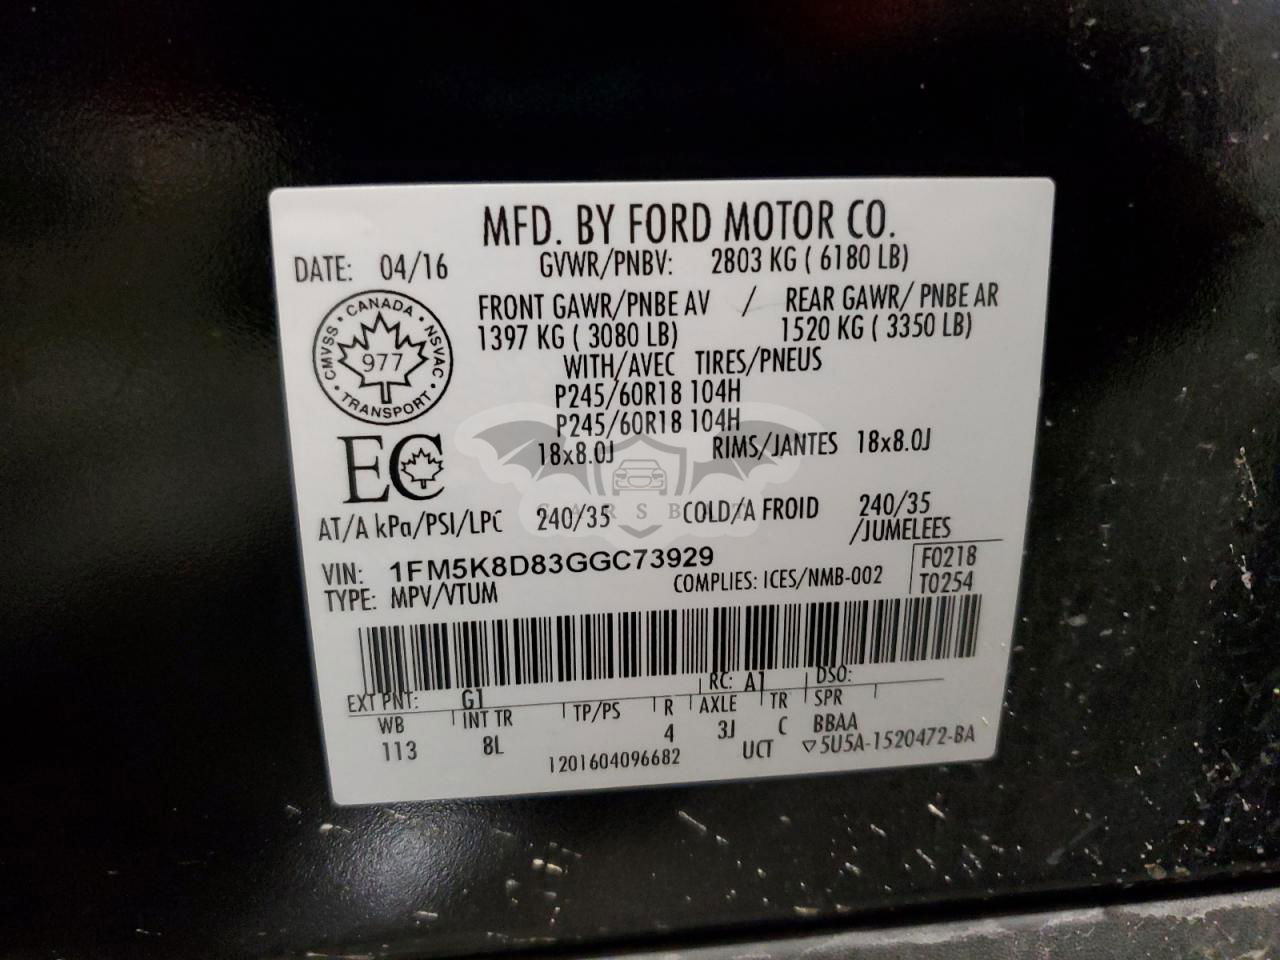 MFD. BY FORD MOTOR CO.
DATE: 04/16 GVWR/PNBV: 2803 KG ( 6180 LB)
FRONT GAWR/PNBE AV / REAR GAWR/ PNBE AR
1397 KG ( 3080 LB) 1520 KG ( 3350 LB)
WITH/AVEC TIRES/PNEUS
P245/60R18 104H
P245/60R18 104H
18x8.0J RIMS/JANTES 18x8.0J
CMVSS • CANADA • NSVAC • TRANSPORT •
977
EC
AT/A kPa/PSI/LPC 240/35 COLD/A FROID 240/35
/JUMELEES
VIN: 1FM5K8D83GGC73929 F0218
TYPE: MPV/VTUM COMPLIES: ICES/NMB-002 T0254
EXT PNT: G1 RC: A1 DSO:
WB INT TR TP/PS R AXLE TR SPR
113 8L 4 3J C BBAA
1201604096682 UCT ▽5U5A-1520472-BA